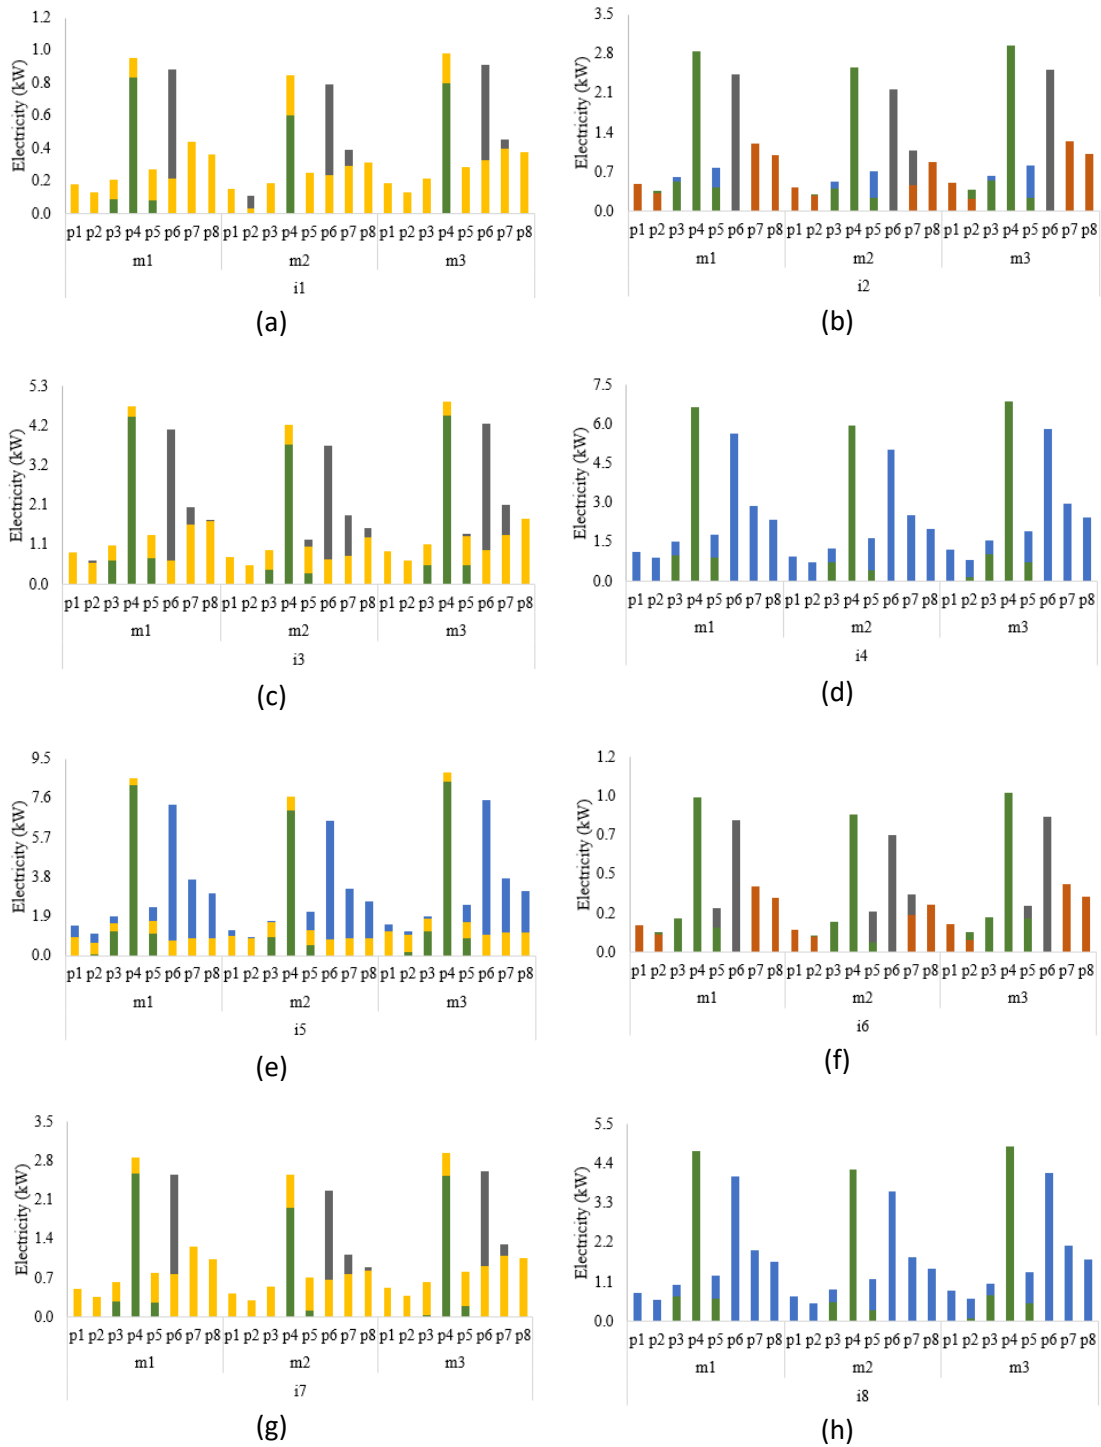 1.2
1.0
0.8
0.6
0.4
0.2
0.0
Electricity (kW)
p1 p2 p3 p4 p5 p6 p7 p8 p1 p2 p3 p4 p5 p6 p7 p8 p1 p2 p3 p4 p5 p6 p7 p8
m1 m2 m3
i1
(a)
3.5
2.8
2.1
1.4
0.7
0.0
Electricity (kW)
p1 p2 p3 p4 p5 p6 p7 p8 p1 p2 p3 p4 p5 p6 p7 p8 p1 p2 p3 p4 p5 p6 p7 p8
m1 m2 m3
i2
(b)
5.3
4.2
3.2
2.1
1.1
0.0
Electricity (kW)
p1 p2 p3 p4 p5 p6 p7 p8 p1 p2 p3 p4 p5 p6 p7 p8 p1 p2 p3 p4 p5 p6 p7 p8
m1 m2 m3
i3
(c)
7.5
6.0
4.5
3.0
1.5
0.0
Electricity (kW)
p1 p2 p3 p4 p5 p6 p7 p8 p1 p2 p3 p4 p5 p6 p7 p8 p1 p2 p3 p4 p5 p6 p7 p8
m1 m2 m3
i4
(d)
9.5
7.6
5.7
3.8
1.9
0.0
Electricity (kW)
p1 p2 p3 p4 p5 p6 p7 p8 p1 p2 p3 p4 p5 p6 p7 p8 p1 p2 p3 p4 p5 p6 p7 p8
m1 m2 m3
i5
(e)
1.2
1.0
0.7
0.5
0.2
0.0
Electricity (kW)
p1 p2 p3 p4 p5 p6 p7 p8 p1 p2 p3 p4 p5 p6 p7 p8 p1 p2 p3 p4 p5 p6 p7 p8
m1 m2 m3
i6
(f)
3.5
2.8
2.1
1.4
0.7
0.0
Electricity (kW)
p1 p2 p3 p4 p5 p6 p7 p8 p1 p2 p3 p4 p5 p6 p7 p8 p1 p2 p3 p4 p5 p6 p7 p8
m1 m2 m3
i7
(g)
5.5
4.4
3.3
2.2
1.1
0.0
Electricity (kW)
p1 p2 p3 p4 p5 p6 p7 p8 p1 p2 p3 p4 p5 p6 p7 p8 p1 p2 p3 p4 p5 p6 p7 p8
m1 m2 m3
i8
(h)